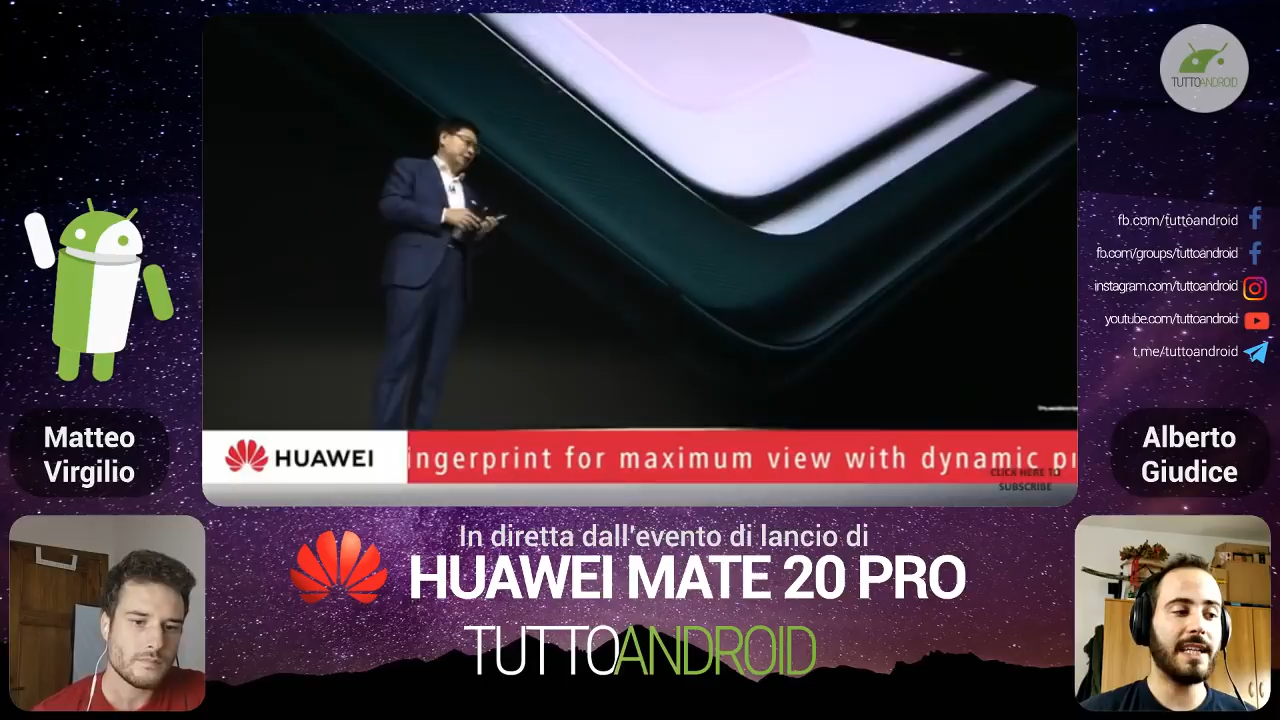 TUTTOANDROID
fb.com/tuttoandroid
fb.com/groups/tuttoandroid
instagram.com/tuttoandroid
youtube.com/tuttoandroid
t.me/tuttoandroid
Matteo
Virgilio
Alberto
Giudice
HUAWEI
ingerprint for maximum view with dynamic pr
CLICK HERE TO
SUBSCRIBE
In diretta dall'evento di lancio di
HUAWEI MATE 20 PRO
TUTTOANDROID